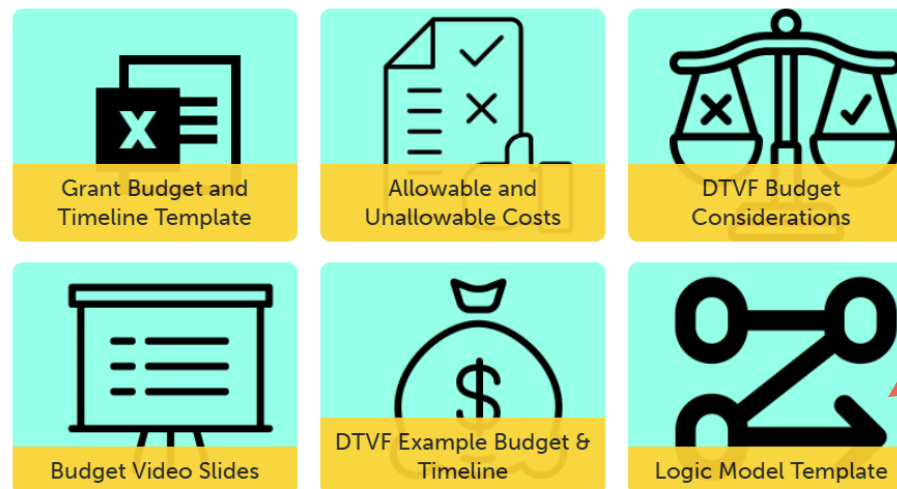 X
Grant Budget and
Timeline Template
Allowable and
Unallowable Costs
DTVF Budget
Considerations
Budget Video Slides
$
DTVF Example Budget &
Timeline
Logic Model Template